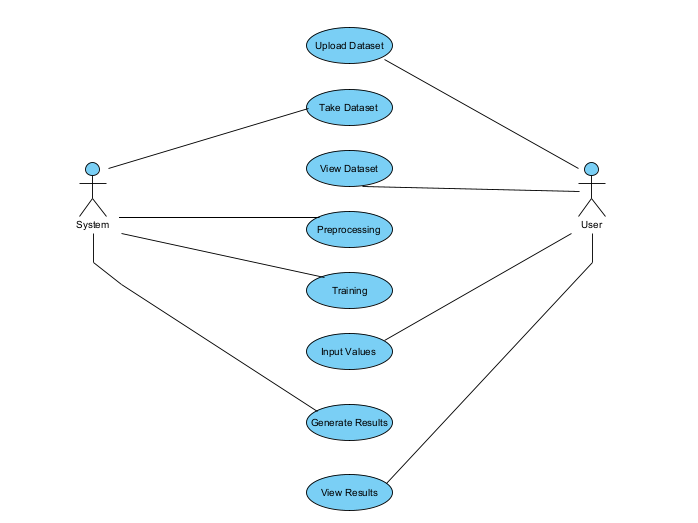 Upload Dataset
Take Dataset
View Dataset
System
User
Preprocessing
Training
Input Values
Generate Results
View Results